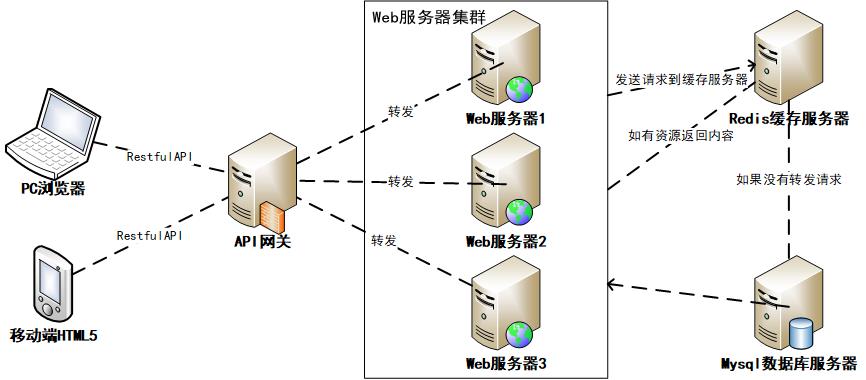 Web服务器集群
Web服务器1
转发
发送请求到缓存服务器
Redis缓存服务器
如有资源返回内容
RestfulAPI
PC浏览器
API网关
转发
Web服务器2
如果没有转发请求
RestfulAPI
转发
移动端HTML5
Web服务器3
Mysql数据库服务器